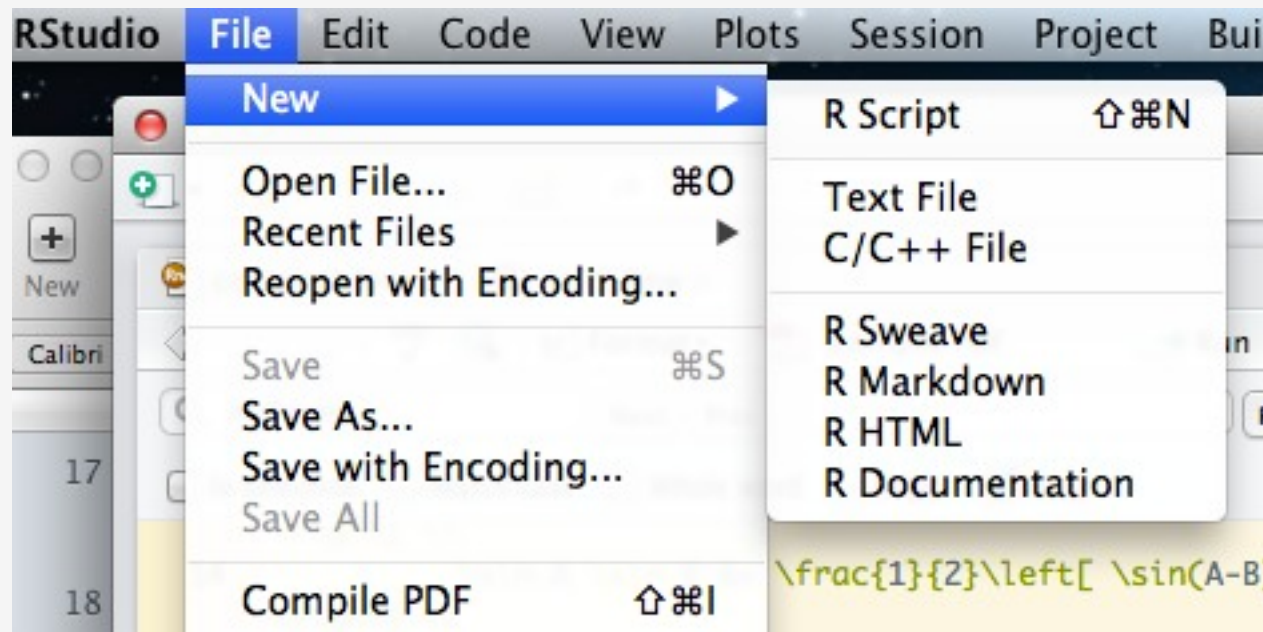 RStudio File Edit Code View Plots Session Project Bui
New
R Script ⇧⌘N
Open File... ⌘O
Text File
Recent Files
C/C++ File
Reopen with Encoding...
New
R Sweave
Calibri
Save ⌘S
R Markdown
Save As...
R HTML
17
Save with Encoding...
R Documentation
Save All
\frac{1}{2}\left[ \sin(A-B)
18
Compile PDF ⇧⌘I